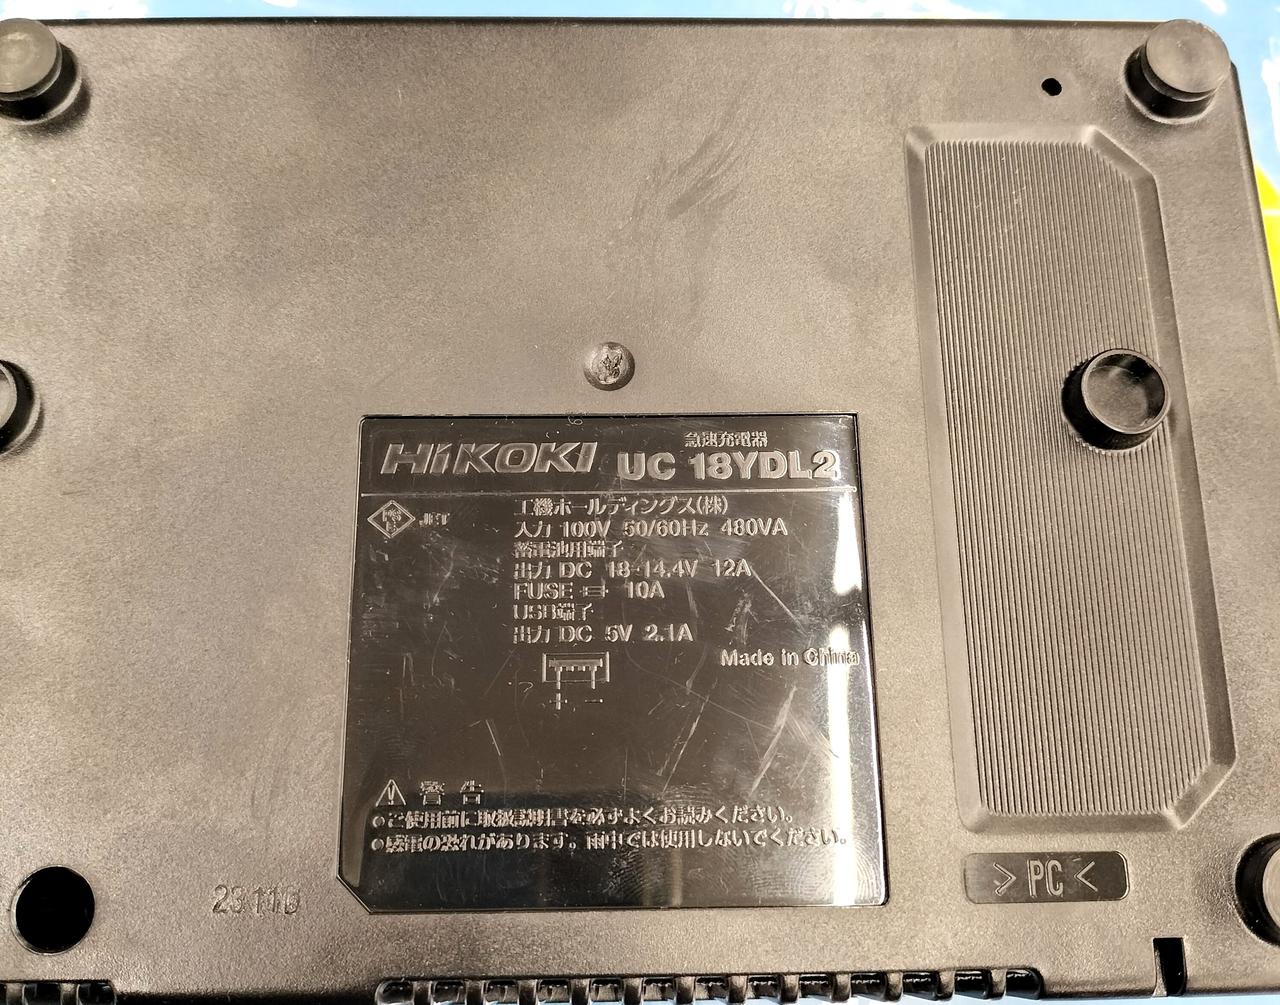 急速充電器
HiKOKI UC 18YDL2
PS
E JET
工機ホールディングス(株)
入力 100V 50/60Hz 480VA
蓄電池用端子
出力 DC 18-14.4V 12A
FUSE 10A
USB端子
出力 DC 5V 2.1A
Made in China
+ −
警告
●ご使用前に取扱説明書を必ずよくお読みください。
●感電の恐れがあります。雨中では使用しないでください。
>PC<